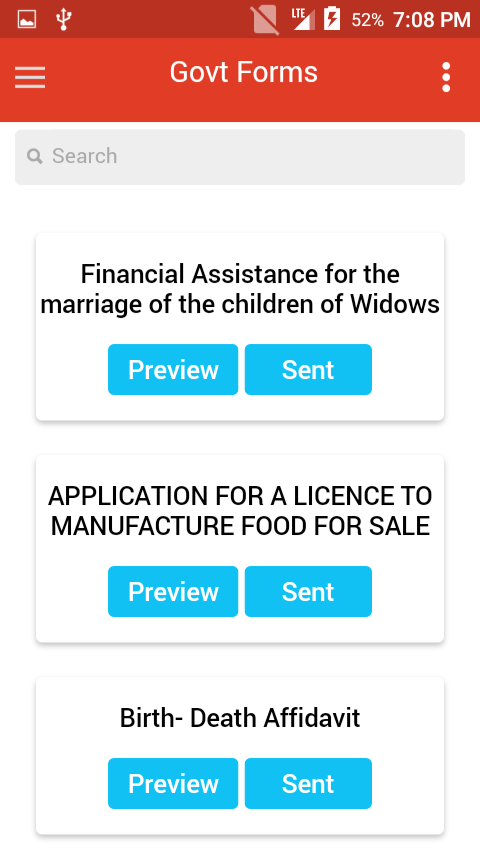 LTE 52% 7:08 PM
Govt Forms
Search
Financial Assistance for the
marriage of the children of Widows
Preview Sent
APPLICATION FOR A LICENCE TO
MANUFACTURE FOOD FOR SALE
Preview Sent
Birth- Death Affidavit
Preview Sent